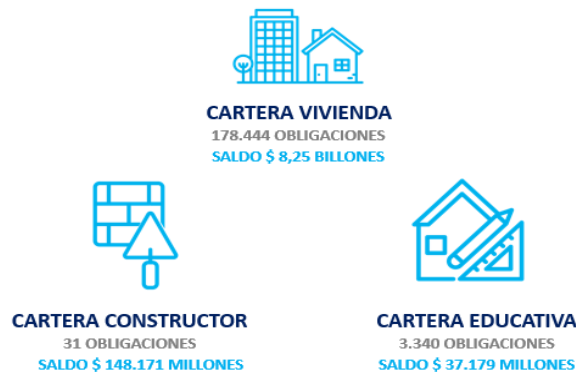 CARTERA VIVIENDA
178.444 OBLIGACIONES
SALDO $ 8,25 BILLONES
CARTERA CONSTRUCTOR
31 OBLIGACIONES
SALDO $ 148.171 MILLONES
CARTERA EDUCATIVA
3.340 OBLIGACIONES
SALDO $ 37.179 MILLONES